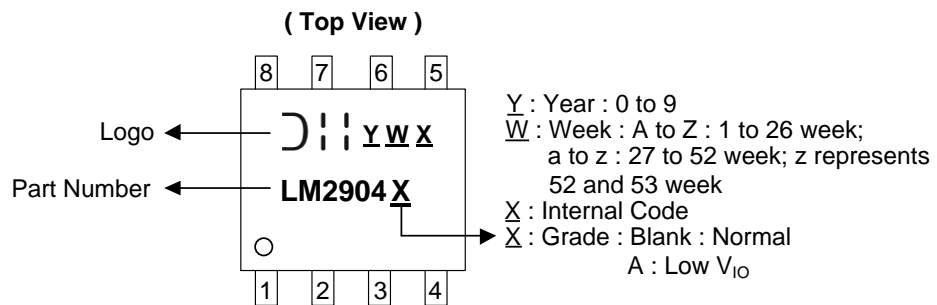 ( Top View )
8 7 6 5
Logo
Y W X
Part Number
LM2904 X
1 2 3 4
Y : Year : 0 to 9
W : Week : A to Z : 1 to 26 week;
a to z : 27 to 52 week; z represents
52 and 53 week
X : Internal Code
X : Grade : Blank : Normal
A : Low VIO